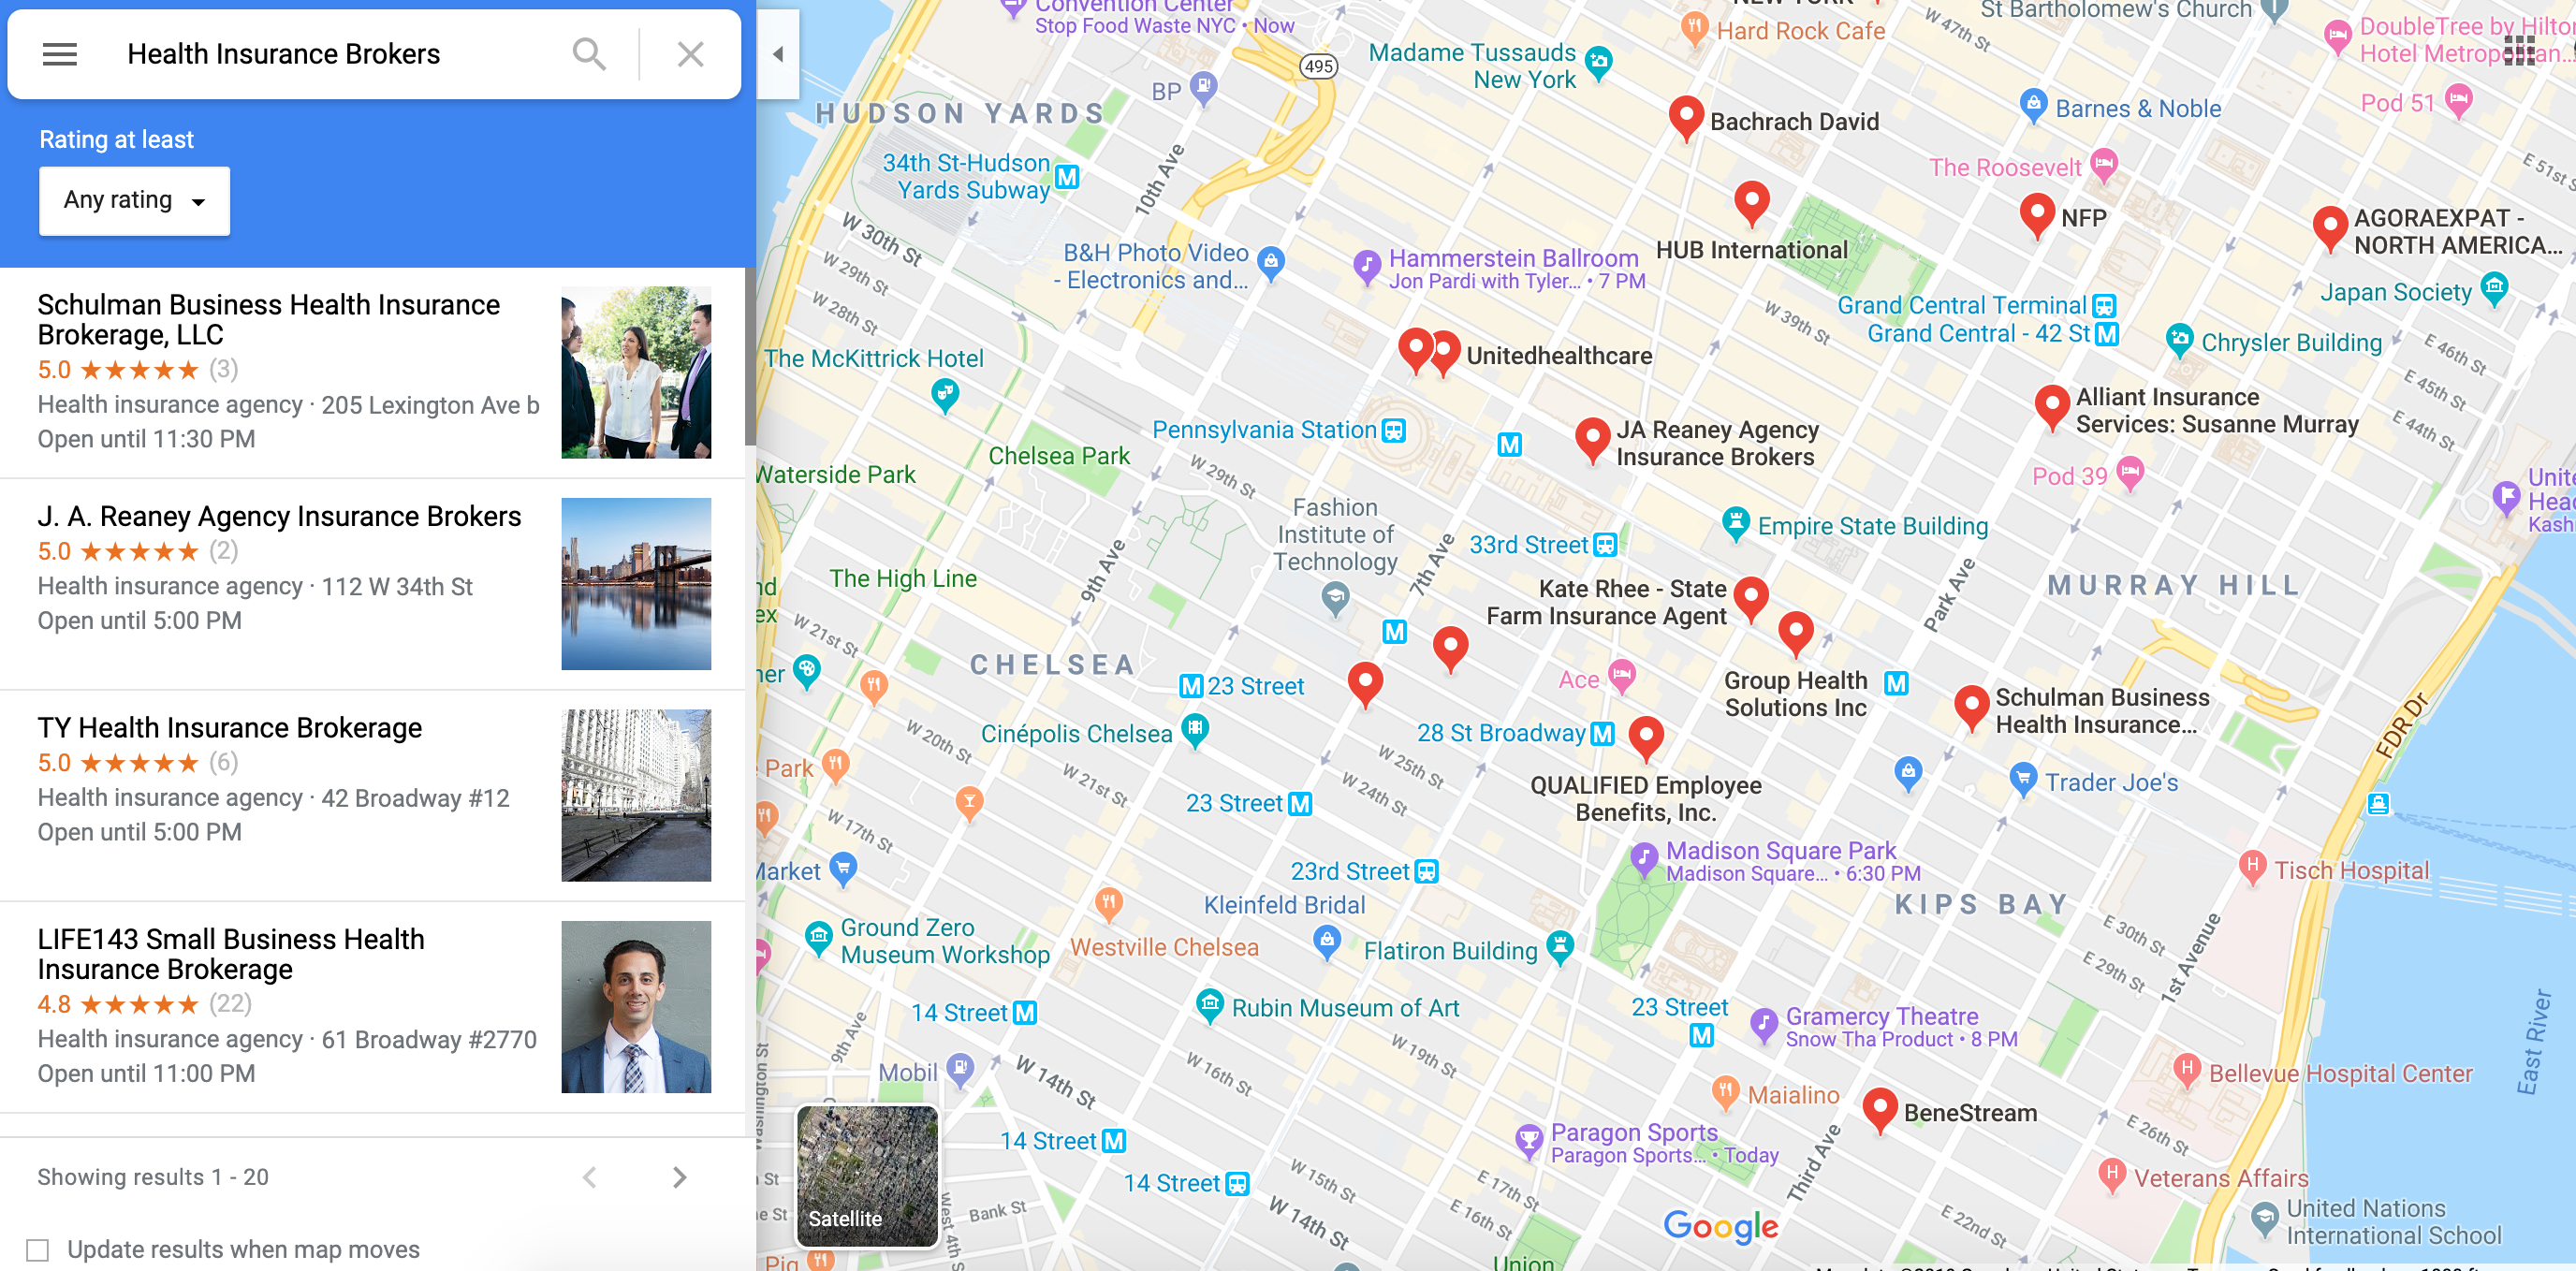 Health Insurance Brokers
Rating at least
Any rating
Schulman Business Health Insurance
Brokerage, LLC
5.0 ★★★★★ (3)
Health insurance agency · 205 Lexington Ave b
Open until 11:30 PM
J. A. Reaney Agency Insurance Brokers
5.0 ★★★★★ (2)
Health insurance agency · 112 W 34th St
Open until 5:00 PM
TY Health Insurance Brokerage
5.0 ★★★★★ (6)
Health insurance agency · 42 Broadway #12
Open until 5:00 PM
LIFE143 Small Business Health
Insurance Brokerage
4.8 ★★★★★ (22)
Health insurance agency · 61 Broadway #2770
Open until 11:00 PM
Showing results 1 - 20
Update results when map moves
Convention Center
Stop Food Waste NYC • Now
495
Madame Tussauds
New York
Hard Rock Cafe
W 47th St
St Bartholomew's Church
DoubleTree by Hilton
Hotel Metropolitan...
Pod 51
BP
HUDSON YARDS
Bachrach David
Barnes & Noble
34th St-Hudson
Yards Subway
M
10th Ave
The Roosevelt
E 51st S
W 30th St
B&H Photo Video
- Electronics and...
Hammerstein Ballroom
Jon Pardi with Tyler... • 7 PM
HUB International
NFP
AGORAEXPAT -
NORTH AMERICA...
W 29th St
W 28th St
Japan Society
Grand Central Terminal
Grand Central - 42 St M
W 39th St
Chrysler Building
E 46th St
E 45th St
E 44th St
The McKittrick Hotel
Unitedhealthcare
Pennsylvania Station
M
JA Reaney Agency
Insurance Brokers
Alliant Insurance
Services: Susanne Murray
Pod 39
Waterside Park
Chelsea Park
W 29th St
Fashion
Institute of
Technology
33rd Street
Empire State Building
7th Ave
9th Ave
Park Ave
MURRAY HILL
The High Line
Kate Rhee - State
Farm Insurance Agent
W 21st St
M
CHELSEA
M 23 Street
Ace
Group Health
Solutions Inc
M
Schulman Business
Health Insurance...
FDR Dr
Cinépolis Chelsea
28 St Broadway M
W 20th St
W 25th St
W 24th St
W 21st St
QUALIFIED Employee
Benefits, Inc.
Trader Joe's
Park
23 Street M
W 17th St
Market
23rd Street
Madison Square Park
Madison Square... • 6:30 PM
H
Tisch Hospital
Kleinfeld Bridal
KIPS BAY
E 30th St
E 29th St
1st Avenue
Ground Zero
Museum Workshop
Westville Chelsea
Flatiron Building
14 Street M
Rubin Museum of Art
23 Street
M
Gramercy Theatre
Snow Tha Product • 8 PM
East River
9th Ave
W 19th St
W 16th St
Mobil
W 14th St
Maialino
H
Bellevue Hospital Center
BeneStream
E 26th St
14 Street M
Paragon Sports
Paragon Sports... • Today
Third Ave
Washington St
W 15th St
14 Street
E 17th St
E 16th St
H
Veterans Affairs
Satellite
Bank St
West 4th S
W 14th St
Google
E 22nd St
United Nations
International School
Pig
Union